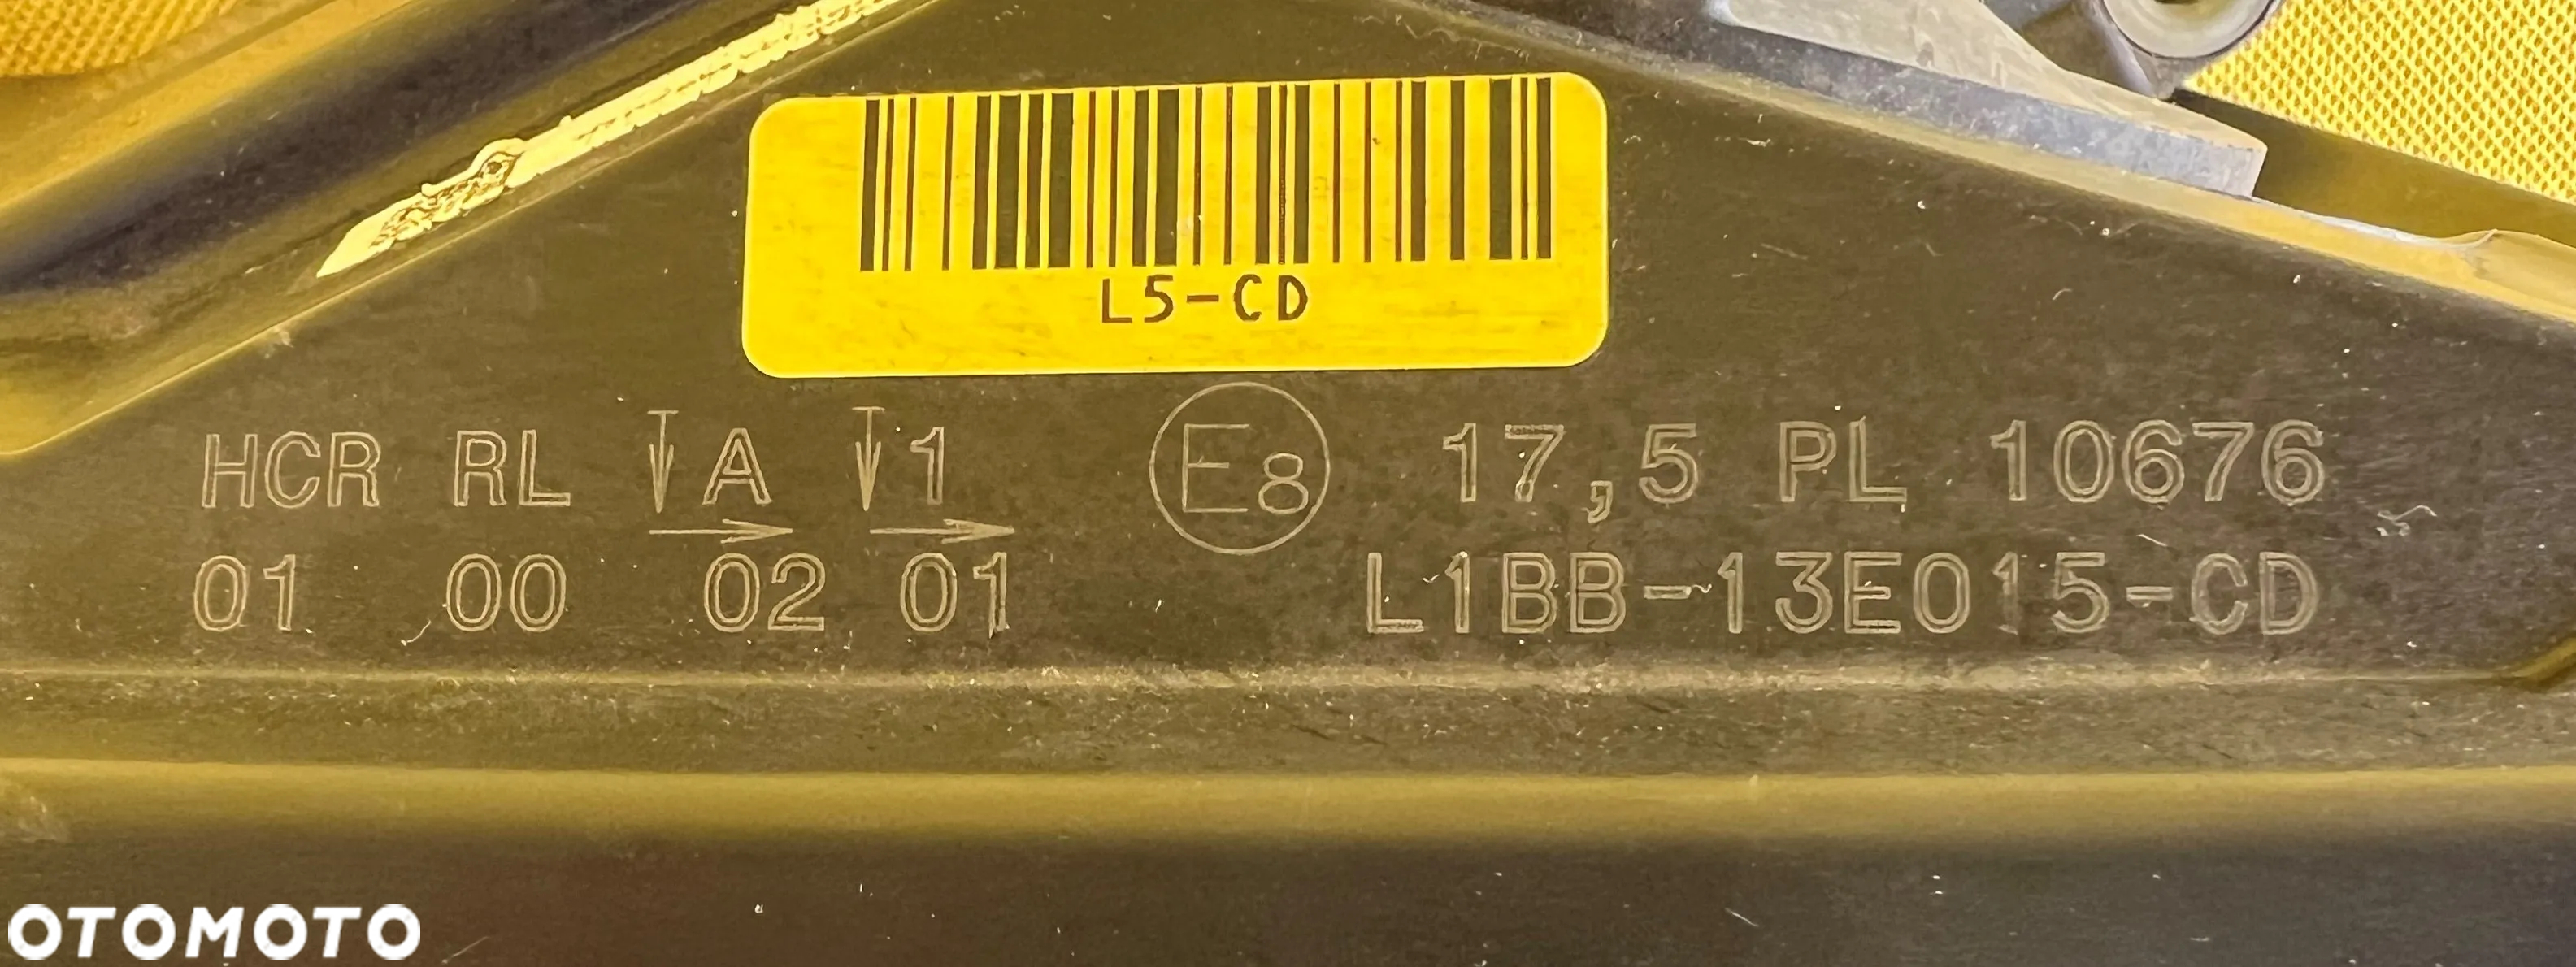 L5-CD
HCR RL A 1 E8 17,5 PL 10676
01 00 02 01 L1BB-13E015-CD
OTOMOTO